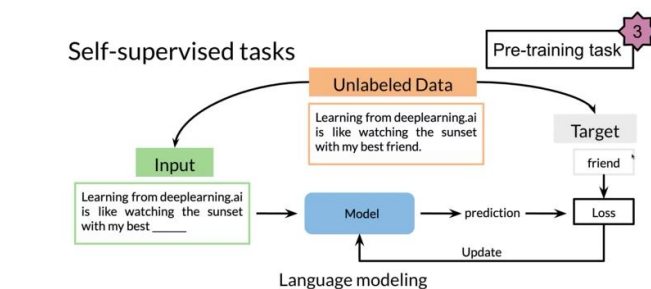 Self-supervised tasks
Pre-training task
3
Unlabeled Data
Learning from deeplearning.ai
is like watching the sunset
with my best friend.
Target
friend
Input
Learning from deeplearning.ai
is like watching the sunset
with my best _____
Model
prediction
Loss
Update
Language modeling